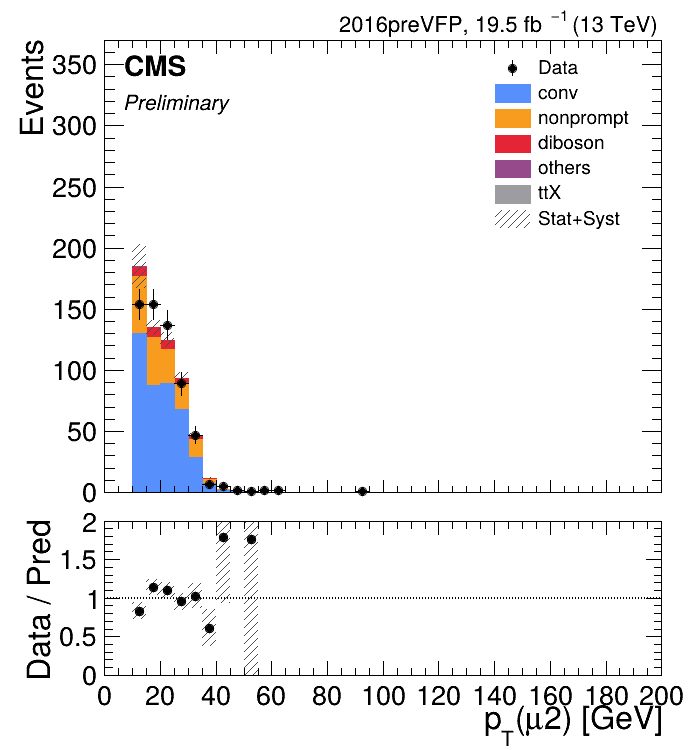 2016preVFP, 19.5 fb⁻¹ (13 TeV)
Events
350
300
250
200
150
100
50
0
CMS
Preliminary
Data
conv
nonprompt
diboson
others
ttX
Stat+Syst
Data / Pred
2
1.5
1
0.5
0
0 20 40 60 80 100 120 140 160 180 200
p_T(μ2) [GeV]